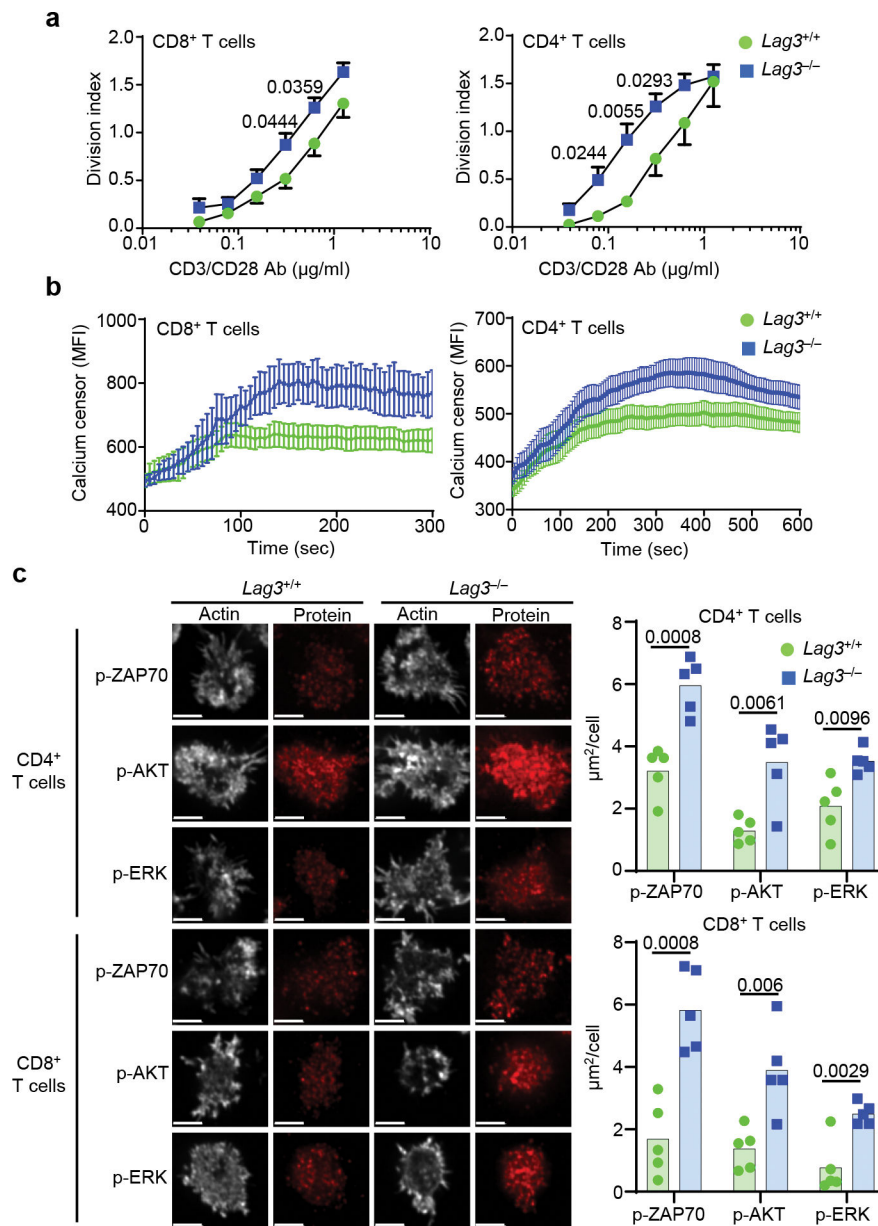 a
CD8+ T cells
Division index
2.0
1.5
1.0
0.5
0.0
0.0444
0.0359
0.01
0.1
1
10
CD3/CD28 Ab (µg/ml)
CD4+ T cells
Division index
2.0
1.5
1.0
0.5
0.0
0.0244
0.0055
0.0293
0.01
0.1
1
10
CD3/CD28 Ab (µg/ml)
Lag3+/+
Lag3–/–
b
CD8+ T cells
Calcium censor (MFI)
1000
800
600
400
0
100
200
300
Time (sec)
CD4+ T cells
Calcium censor (MFI)
700
600
500
400
300
0
100
200
300
400
500
600
Time (sec)
Lag3+/+
Lag3–/–
c
Lag3+/+
Lag3–/–
Actin
Protein
Actin
Protein
CD4+
T cells
p-ZAP70
p-AKT
p-ERK
CD8+
T cells
p-ZAP70
p-AKT
p-ERK
CD4+ T cells
µm2/cell
8
6
4
2
0
0.0008
0.0061
0.0096
Lag3+/+
Lag3–/–
p-ZAP70
p-AKT
p-ERK
CD8+ T cells
µm2/cell
8
6
4
2
0
0.0008
0.006
0.0029
p-ZAP70
p-AKT
p-ERK